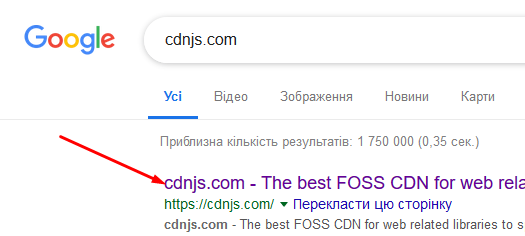 Google
cdnjs.com
Усі Відео Зображення Новини Карти
Приблизна кількість результатів: 1 750 000 (0,35 сек.)
cdnjs.com - The best FOSS CDN for web rela
https://cdnjs.com/ ▼ Перекласти цю сторінку
cdnjs.com - The best FOSS CDN for web related libraries to s